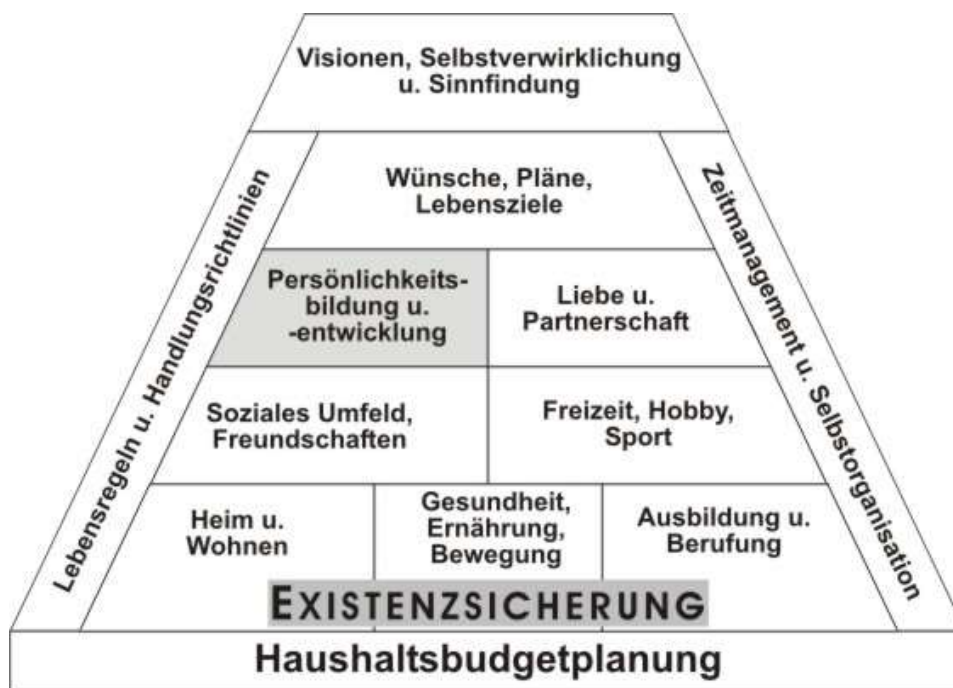 Visionen, Selbstverwirklichung
u. Sinnfindung
Lebensregeln u. Handlungsrichtlinien
Wünsche, Pläne,
Lebensziele
Zeitmanagement u. Selbstorganisation
Persönlichkeits-
bildung u.
-entwicklung
Liebe u.
Partnerschaft
Soziales Umfeld,
Freundschaften
Freizeit, Hobby,
Sport
Heim u.
Wohnen
Gesundheit,
Ernährung,
Bewegung
Ausbildung u.
Berufung
EXISTENZSICHERUNG
Haushaltsbudgetplanung